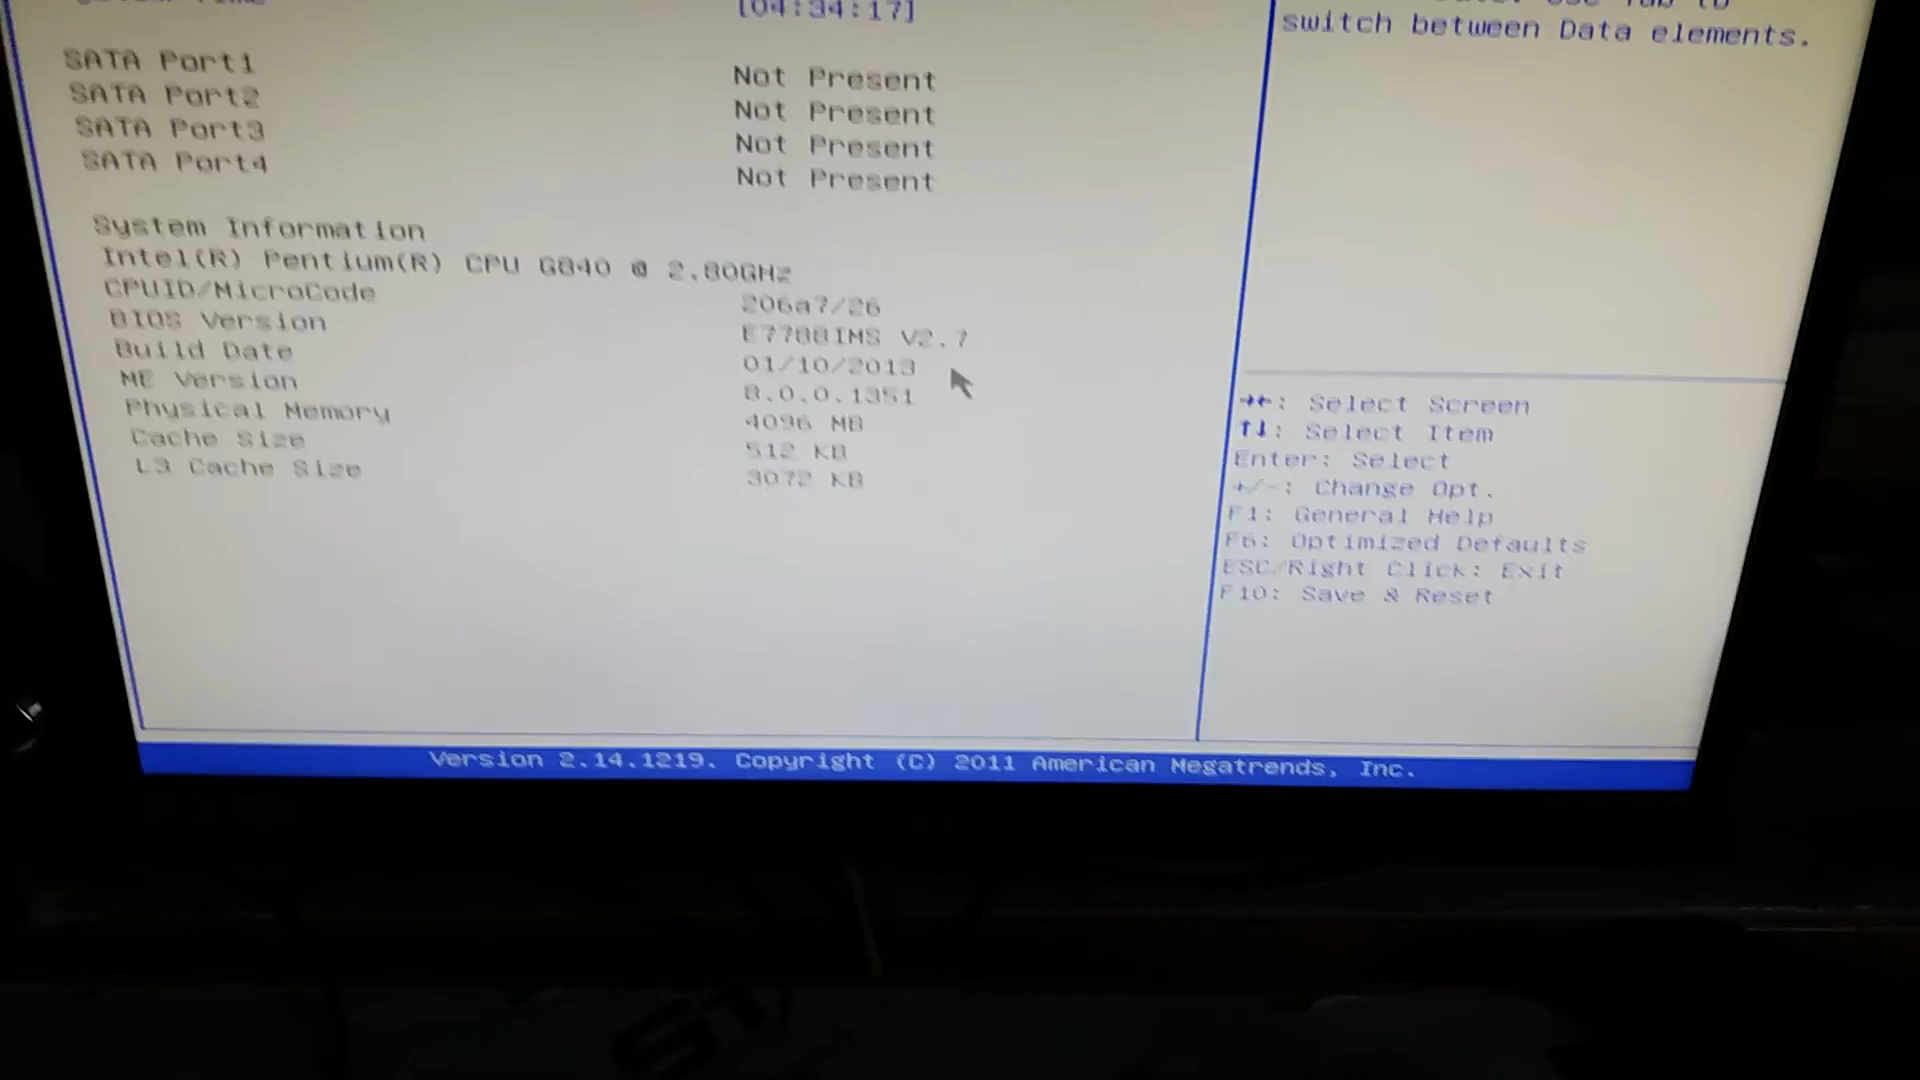 [04:34:17]
switch between Data elements.
SATA Port1 Not Present
SATA Port2 Not Present
SATA Port3 Not Present
SATA Port4 Not Present
System Information
Intel(R) Pentium(R) CPU G840 @ 2.80GHz
CPUID/MicroCode 206a7/26
BIOS Version E7788IMS V2.7
Build Date 01/10/2013
ME Version 8.0.0.1351
Physical Memory 4096 MB
Cache Size 512 KB
L3 Cache Size 3072 KB
→←: Select Screen
↑↓: Select Item
Enter: Select
+/-: Change Opt.
F1: General Help
F6: Optimized Defaults
ESC/Right Click: Exit
F10: Save & Reset
Version 2.14.1219. Copyright (C) 2011 American Megatrends, Inc.